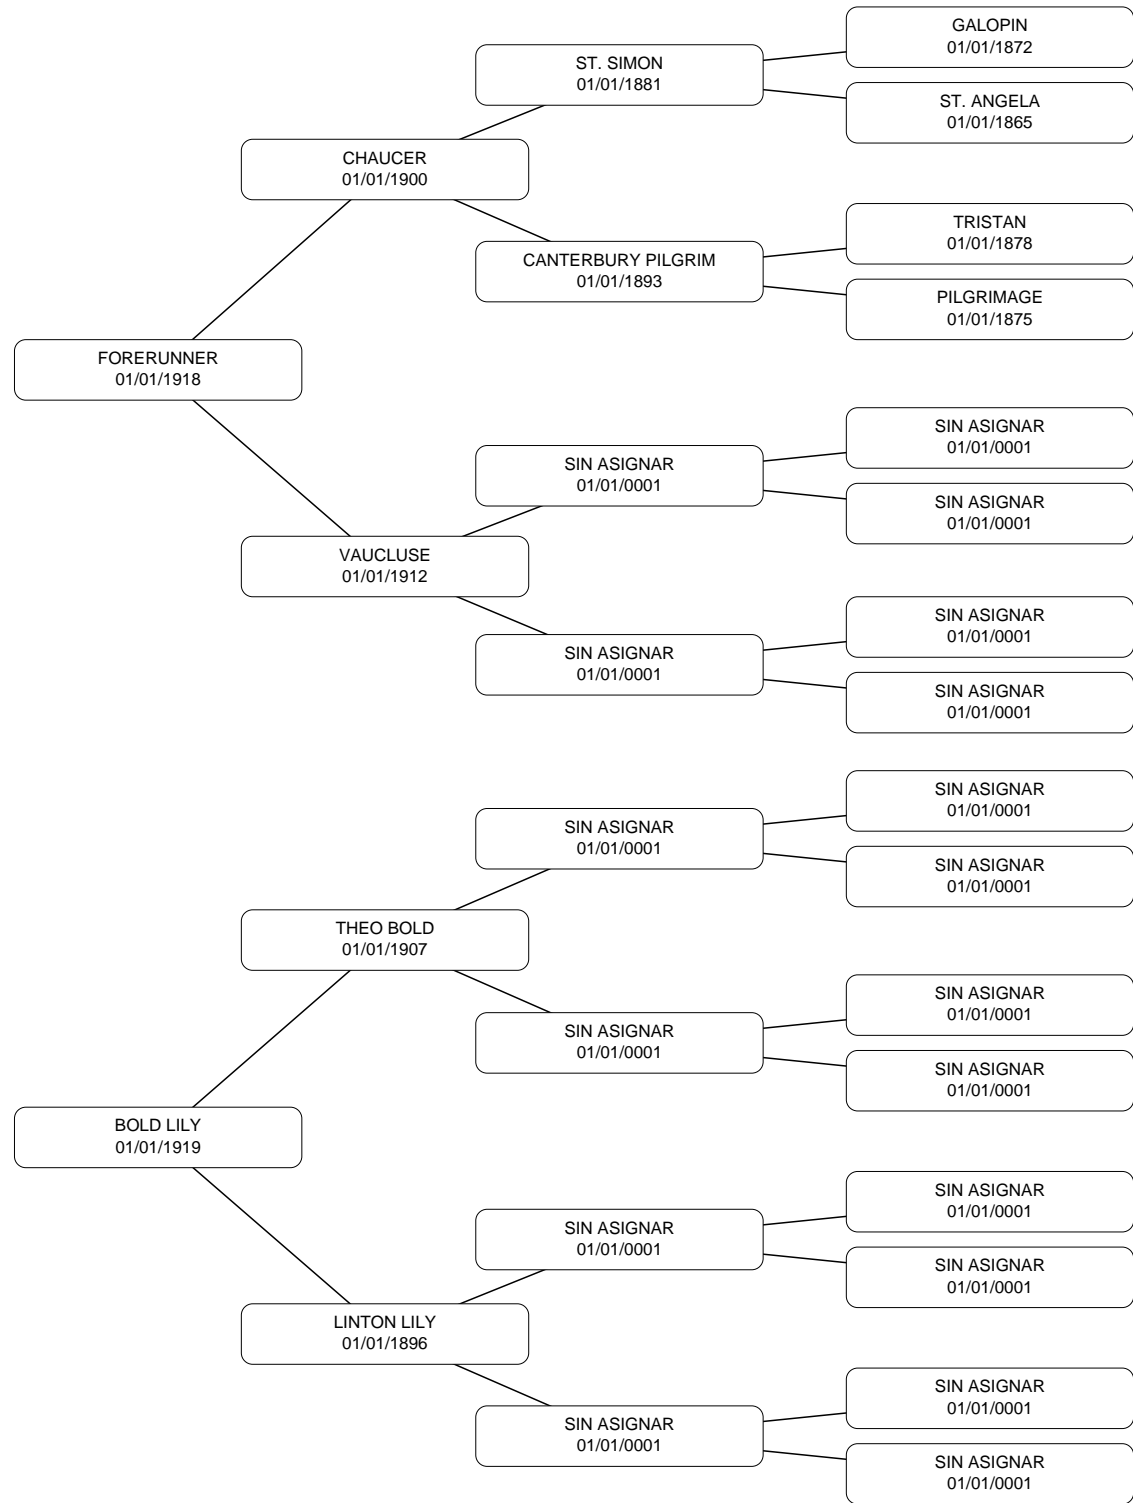 GALOPIN
01/01/1872
ST. SIMON
01/01/1881
ST. ANGELA
01/01/1865
CHAUCER
01/01/1900
TRISTAN
01/01/1878
CANTERBURY PILGRIM
01/01/1893
PILGRIMAGE
01/01/1875
FORERUNNER
01/01/1918
SIN ASIGNAR
01/01/0001
SIN ASIGNAR
01/01/0001
SIN ASIGNAR
01/01/0001
VAUCLUSE
01/01/1912
SIN ASIGNAR
01/01/0001
SIN ASIGNAR
01/01/0001
SIN ASIGNAR
01/01/0001
SIN ASIGNAR
01/01/0001
SIN ASIGNAR
01/01/0001
SIN ASIGNAR
01/01/0001
THEO BOLD
01/01/1907
SIN ASIGNAR
01/01/0001
SIN ASIGNAR
01/01/0001
SIN ASIGNAR
01/01/0001
BOLD LILY
01/01/1919
SIN ASIGNAR
01/01/0001
SIN ASIGNAR
01/01/0001
SIN ASIGNAR
01/01/0001
LINTON LILY
01/01/1896
SIN ASIGNAR
01/01/0001
SIN ASIGNAR
01/01/0001
SIN ASIGNAR
01/01/0001